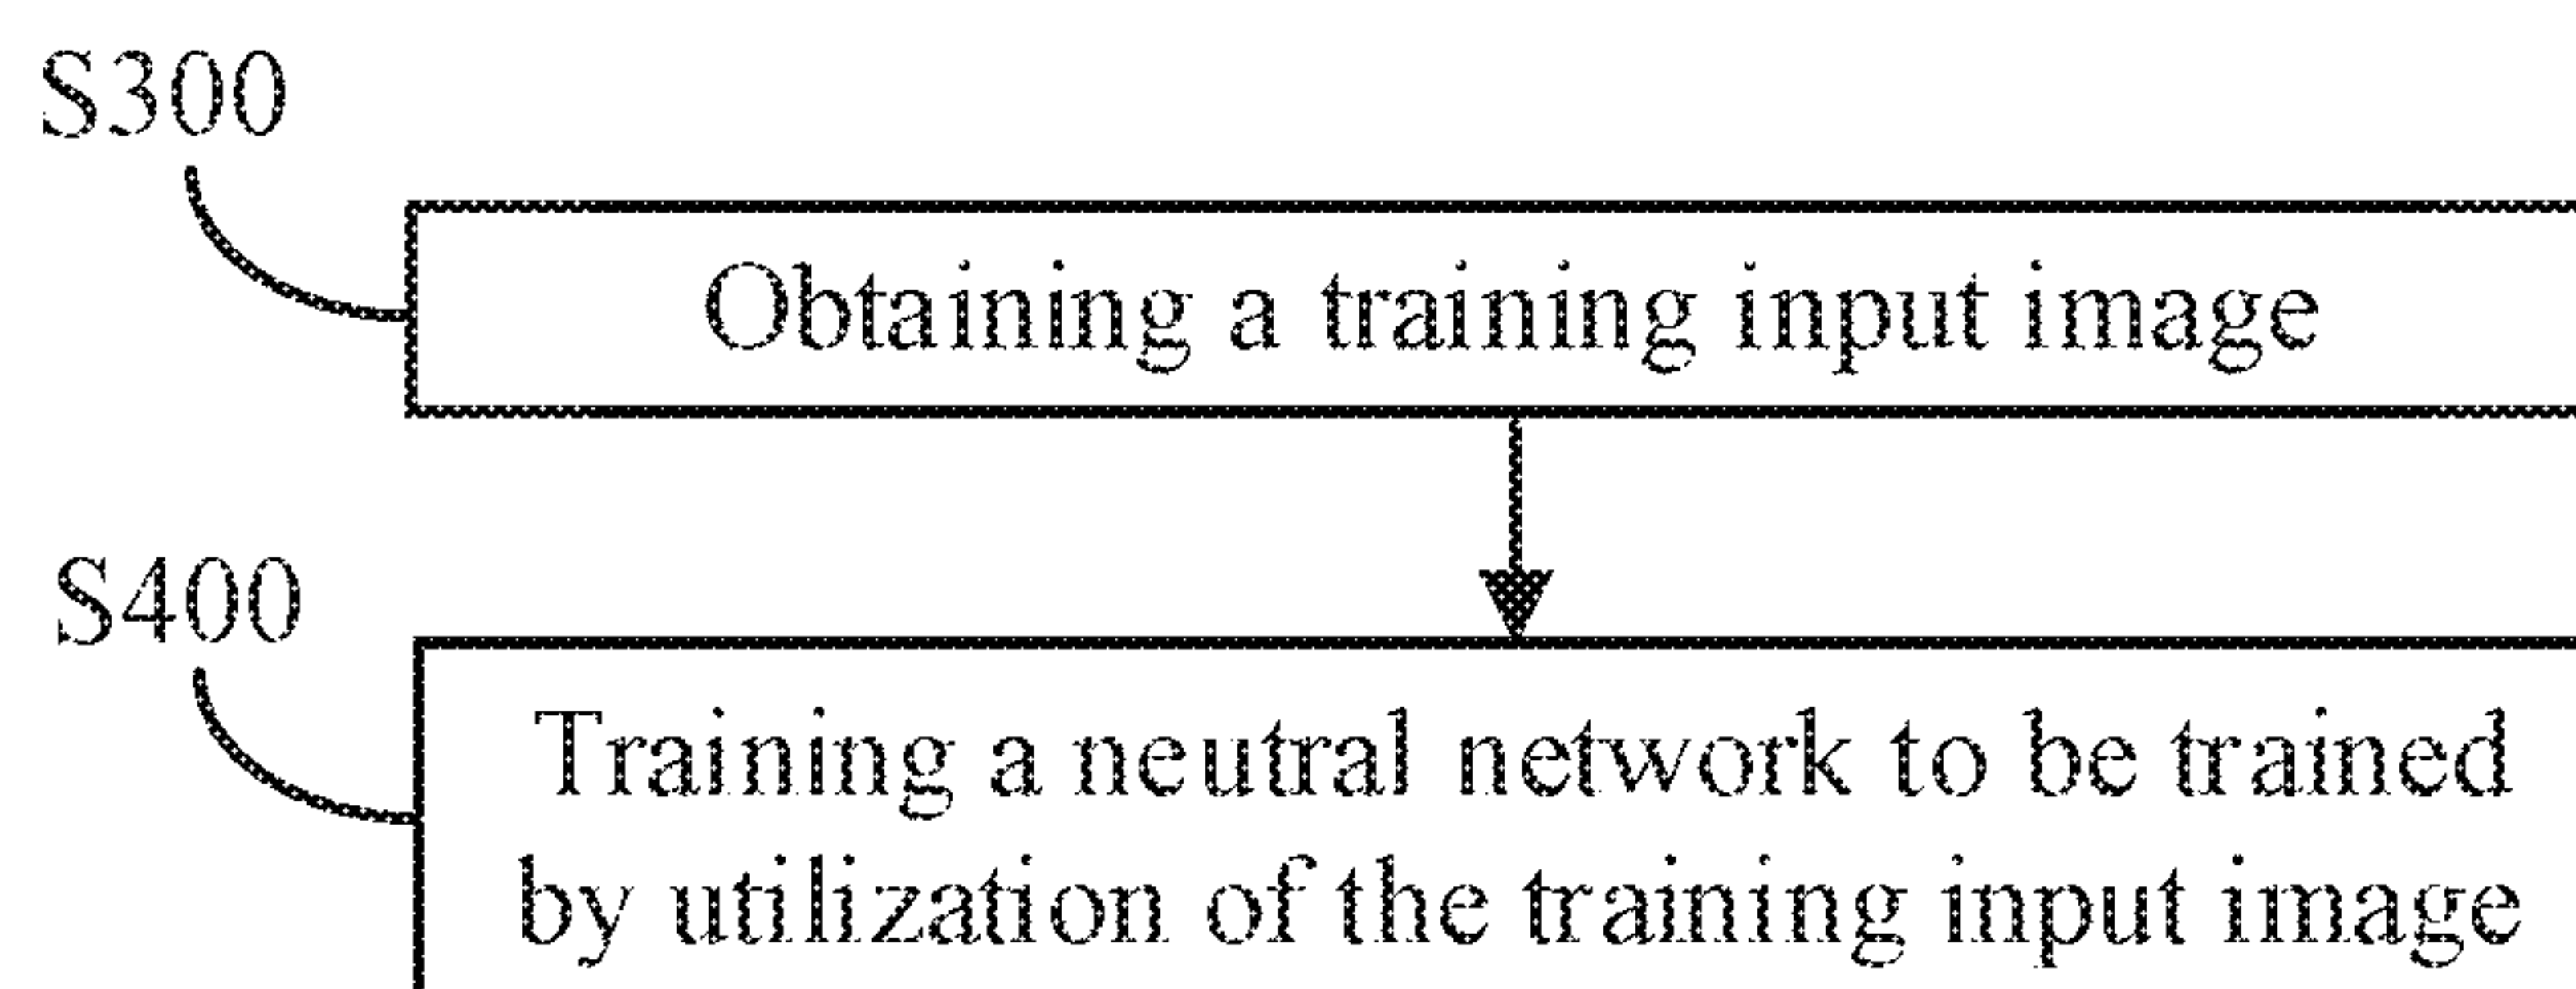 S300
Obtaining a training input image
S400
Training a neutral network to be trained
by utilization of the training input image